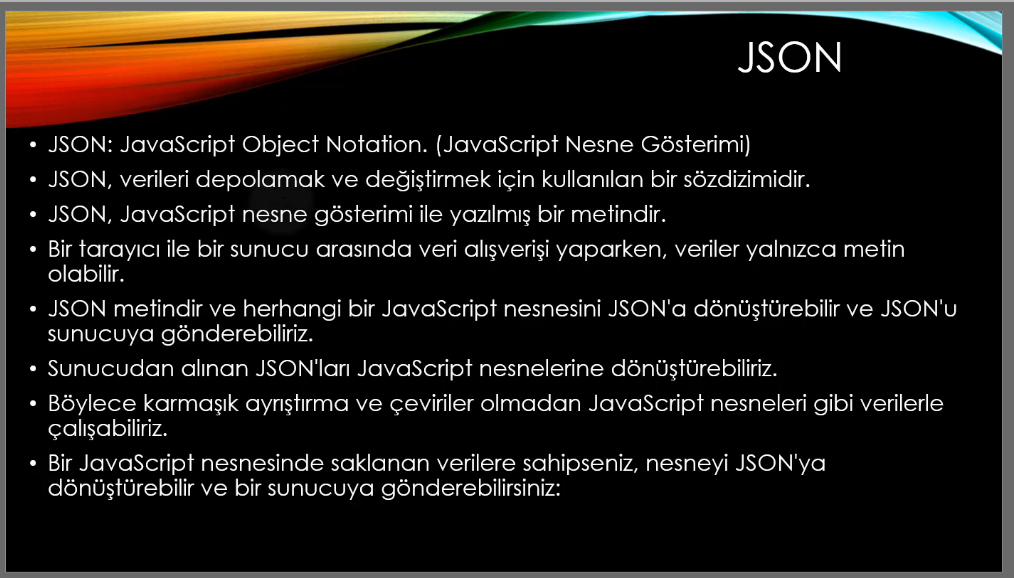 JSON
• JSON: JavaScript Object Notation. (JavaScript Nesne Gösterimi)
• JSON, verileri depolamak ve değiştirmek için kullanılan bir sözdizimidir.
• JSON, JavaScript nesne gösterimi ile yazılmış bir metindir.
• Bir tarayıcı ile bir sunucu arasında veri alışverişi yaparken, veriler yalnızca metin
olabilir.
• JSON metindir ve herhangi bir JavaScript nesnesini JSON'a dönüştürebilir ve JSON'u
sunucuya gönderebiliriz.
• Sunucudan alınan JSON'ları JavaScript nesnelerine dönüştürebiliriz.
• Böylece karmaşık ayrıştırma ve çeviriler olmadan JavaScript nesneleri gibi verilerle
çalışabiliriz.
• Bir JavaScript nesnesinde saklanan verilere sahipseniz, nesneyi JSON'ya
dönüştürebilir ve bir sunucuya gönderebilirsiniz: